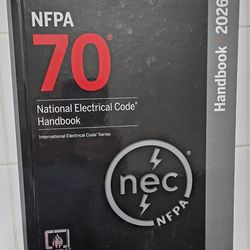 NFPA
70®
National Electrical Code®
Handbook
International Electrical Code® Series
nec
NFPA
Handbook 2026